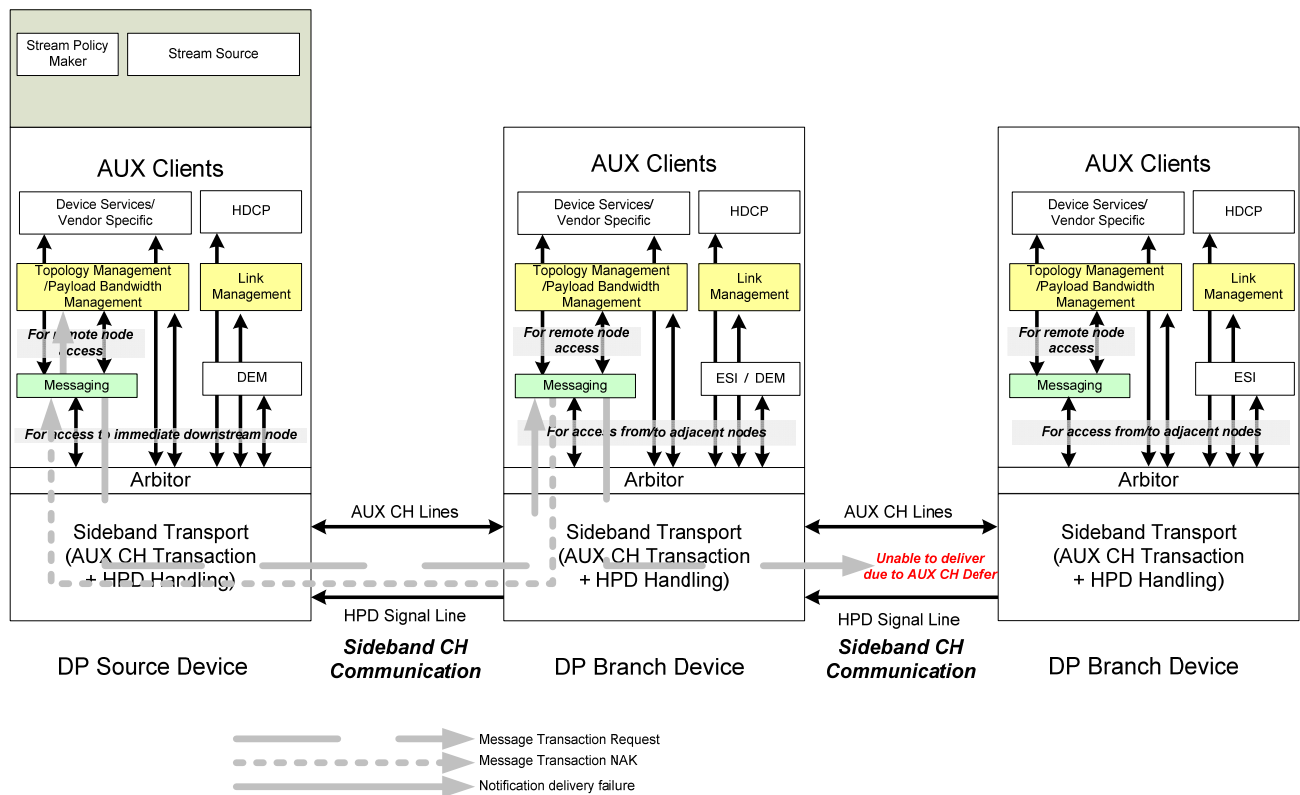 Stream Policy
Maker
Stream Source
AUX Clients
Device Services/
Vendor Specific
HDCP
Topology Management
/Payload Bandwidth
Management
Link
Management
For remote node
access
Messaging
DEM
For access to immediate downstream node
Arbitor
Sideband Transport
(AUX CH Transaction
+ HPD Handling)
DP Source Device
AUX CH Lines
HPD Signal Line
Sideband CH
Communication
AUX Clients
Device Services/
Vendor Specific
HDCP
Topology Management
/Payload Bandwidth
Management
Link
Management
For remote node
access
Messaging
ESI / DEM
For access from/to adjacent nodes
Arbitor
Sideband Transport
(AUX CH Transaction
+ HPD Handling)
DP Branch Device
AUX CH Lines
Unable to deliver
due to AUX CH Defer
HPD Signal Line
Sideband CH
Communication
AUX Clients
Device Services/
Vendor Specific
HDCP
Topology Management
/Payload Bandwidth
Management
Link
Management
For remote node
access
Messaging
ESI
For access from/to adjacent nodes
Arbitor
Sideband Transport
(AUX CH Transaction
+ HPD Handling)
DP Branch Device
Message Transaction Request
Message Transaction NAK
Notification delivery failure